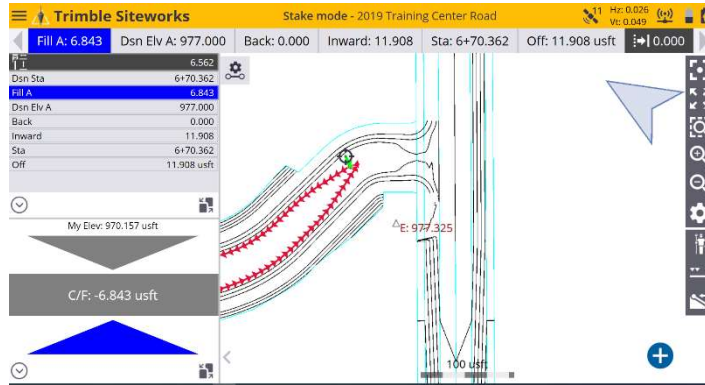 Trimble Siteworks
Stake mode - 2019 Training Center Road
11 Hz: 0.026
Vt: 0.049
Fill A: 6.843 Dsn Elv A: 977.000 Back: 0.000 Inward: 11.908 Sta: 6+70.362 Off: 11.908 usft 0.000
6.562
Dsn Sta 6+70.362
Fill A 6.843
Dsn Elv A 977.000
Back 0.000
Inward 11.908
Sta 6+70.362
Off 11.908 usft
My Elev: 970.157 usft
C/F: -6.843 usft
E: 977.325
100 usft